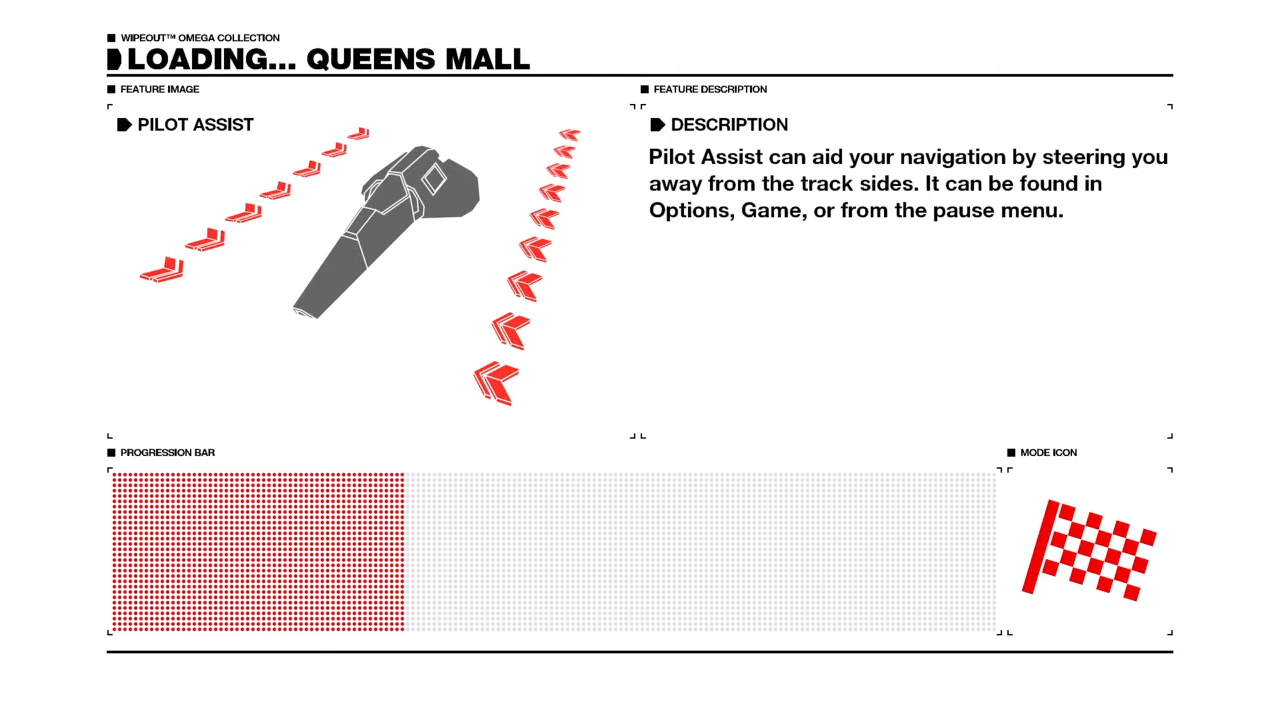 WIPEOUT™ OMEGA COLLECTION
LOADING... QUEENS MALL
FEATURE IMAGE
PILOT ASSIST
FEATURE DESCRIPTION
DESCRIPTION
Pilot Assist can aid your navigation by steering you
away from the track sides. It can be found in
Options, Game, or from the pause menu.
PROGRESSION BAR
MODE ICON